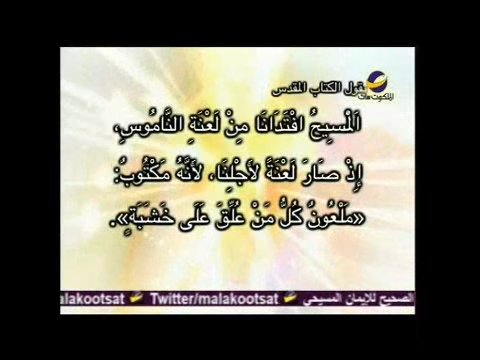 يقول الكتاب المقدس
اَلْمَسِيحُ افْتَدَانَا مِنْ لَعْنَةِ النَّامُوسِ،
إِذْ صَارَ لَعْنَةً لأَجْلِنَا، لأَنَّهُ مَكْتُوبٌ:
«مَلْعُونٌ كُلُّ مَنْ عُلِّقَ عَلَى خَشَبَةٍ».
الصحيح للإيمان المسيحي Twitter/malakootsat alakootsat